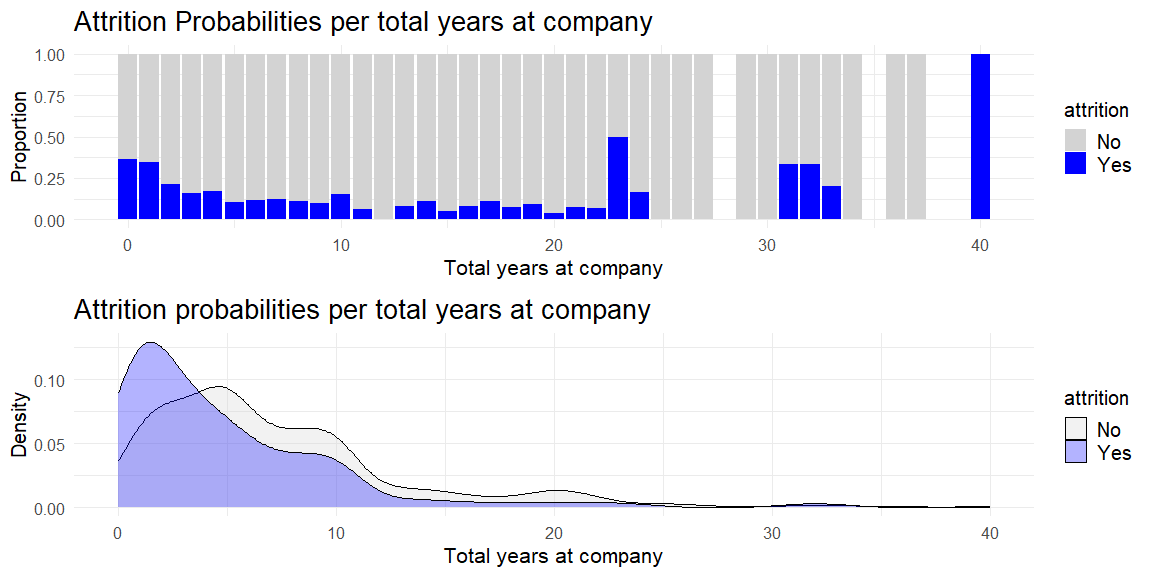 Attrition Probabilities per total years at company
1.00
0.75
0.50
0.25
0.00
Proportion
0 10 20 30 40
Total years at company
attrition
No
Yes
Attrition probabilities per total years at company
0.10
0.05
0.00
Density
0 10 20 30 40
Total years at company
attrition
No
Yes